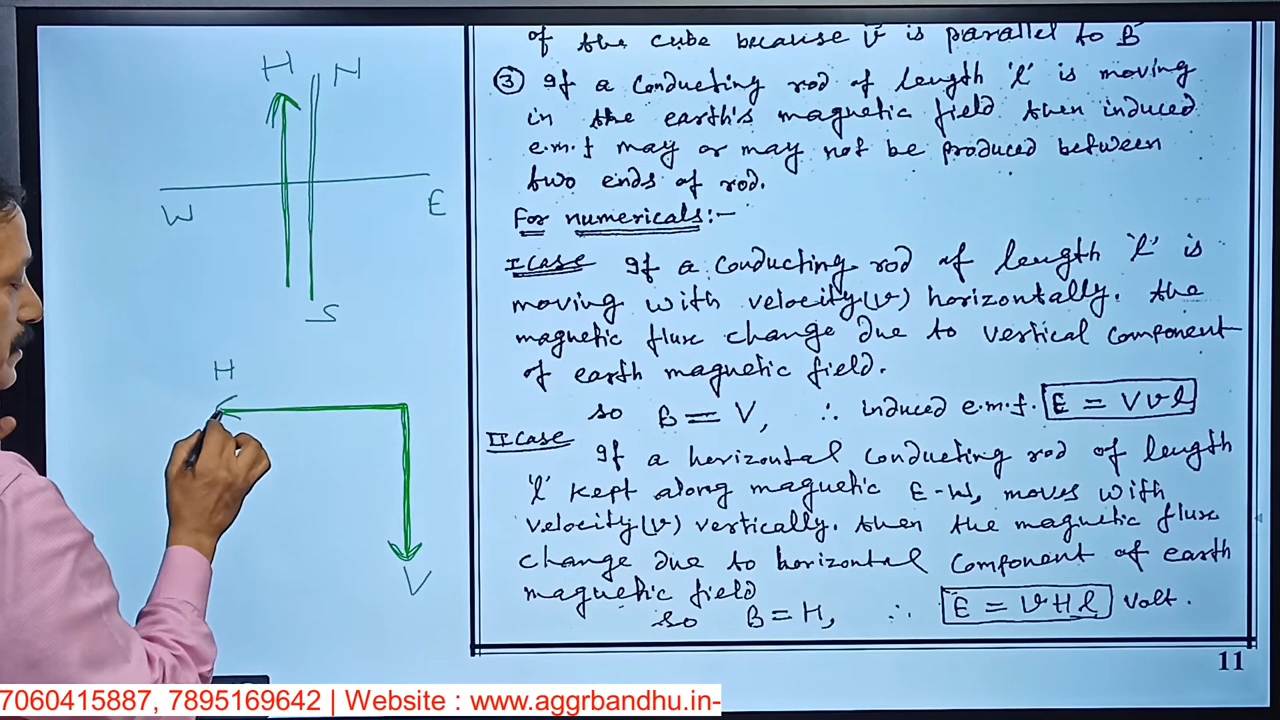 H
N
W
E
S
H
V
of the cube because v̄ is parallel to B̄
③ If a conducting rod of length 'l' is moving
in the earth's magnetic field then induced
e.m.f may or may not be produced between
two ends of rod.
For numericals:-
I case If a conducting rod of length 'l' is
moving with velocity(v) horizontally. the
magnetic flux change due to vertical component
of earth magnetic field.
so B = V, ∴ induced e.m.f. E = Vvl
II case
If a horizontal conducting rod of length
'l' kept along magnetic E-W, moves with
velocity(v) vertically. then the magnetic flux
change due to horizontal component of earth
magnetic field
so B = H, ∴ E = vHl volt.
11
7060415887, 7895169642 | Website : www.aggrbandhu.in-